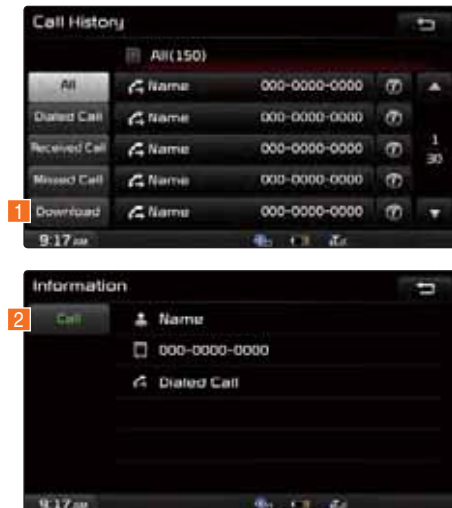 Call History
All(150)
All Name 000-0000-0000
Dialed Call Name 000-0000-0000
Received Call Name 000-0000-0000
Missed Call Name 000-0000-0000
1 Download Name 000-0000-0000
1
30
9:17 AM
Information
2 Call Name
000-0000-0000
Dialed Call
9:17 AM